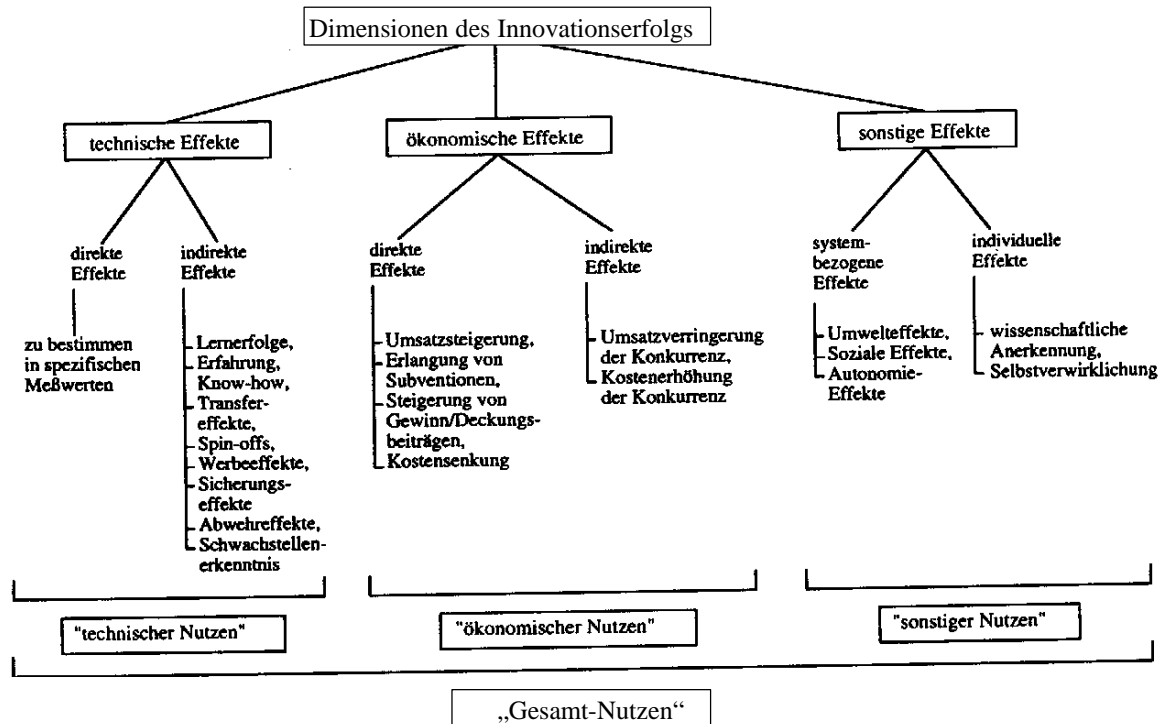 Dimensionen des Innovationserfolgs
technische Effekte
ökonomische Effekte
sonstige Effekte
direkte
Effekte
indirekte
Effekte
direkte
Effekte
indirekte
Effekte
system-
bezogene
Effekte
individuelle
Effekte
zu bestimmen
in spezifischen
Meßwerten
Lernerfolge,
Erfahrung,
Know-how,
Transfer-
effekte,
Spin-offs,
Werbeeffekte,
Sicherungs-
effekte
Abwehreffekte,
Schwachstellen-
erkenntnis
Umsatzsteigerung,
Erlangung von
Subventionen,
Steigerung von
Gewinn/Deckungs-
beiträgen,
Kostensenkung
Umsatzverringerung
der Konkurrenz,
Kostenerhöhung
der Konkurrenz
Umwelteffekte,
Soziale Effekte,
Autonomie-
Effekte
wissenschaftliche
Anerkennung,
Selbstverwirklichung
"technischer Nutzen"
"ökonomischer Nutzen"
"sonstiger Nutzen"
„Gesamt-Nutzen“